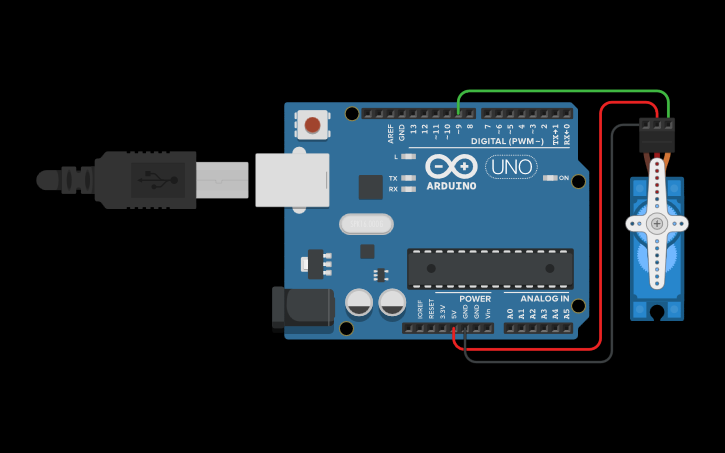 AREF
GND
13
12
~11
~10
~9
8
7
~6
~5
4
~3
2
TX→1
RX←0
DIGITAL (PWM~)
L
TX
RX
ARDUINO
UNO
ON
POWER
ANALOG IN
IOREF
RESET
3.3V
5V
GND
GND
Vin
A0
A1
A2
A3
A4
A5